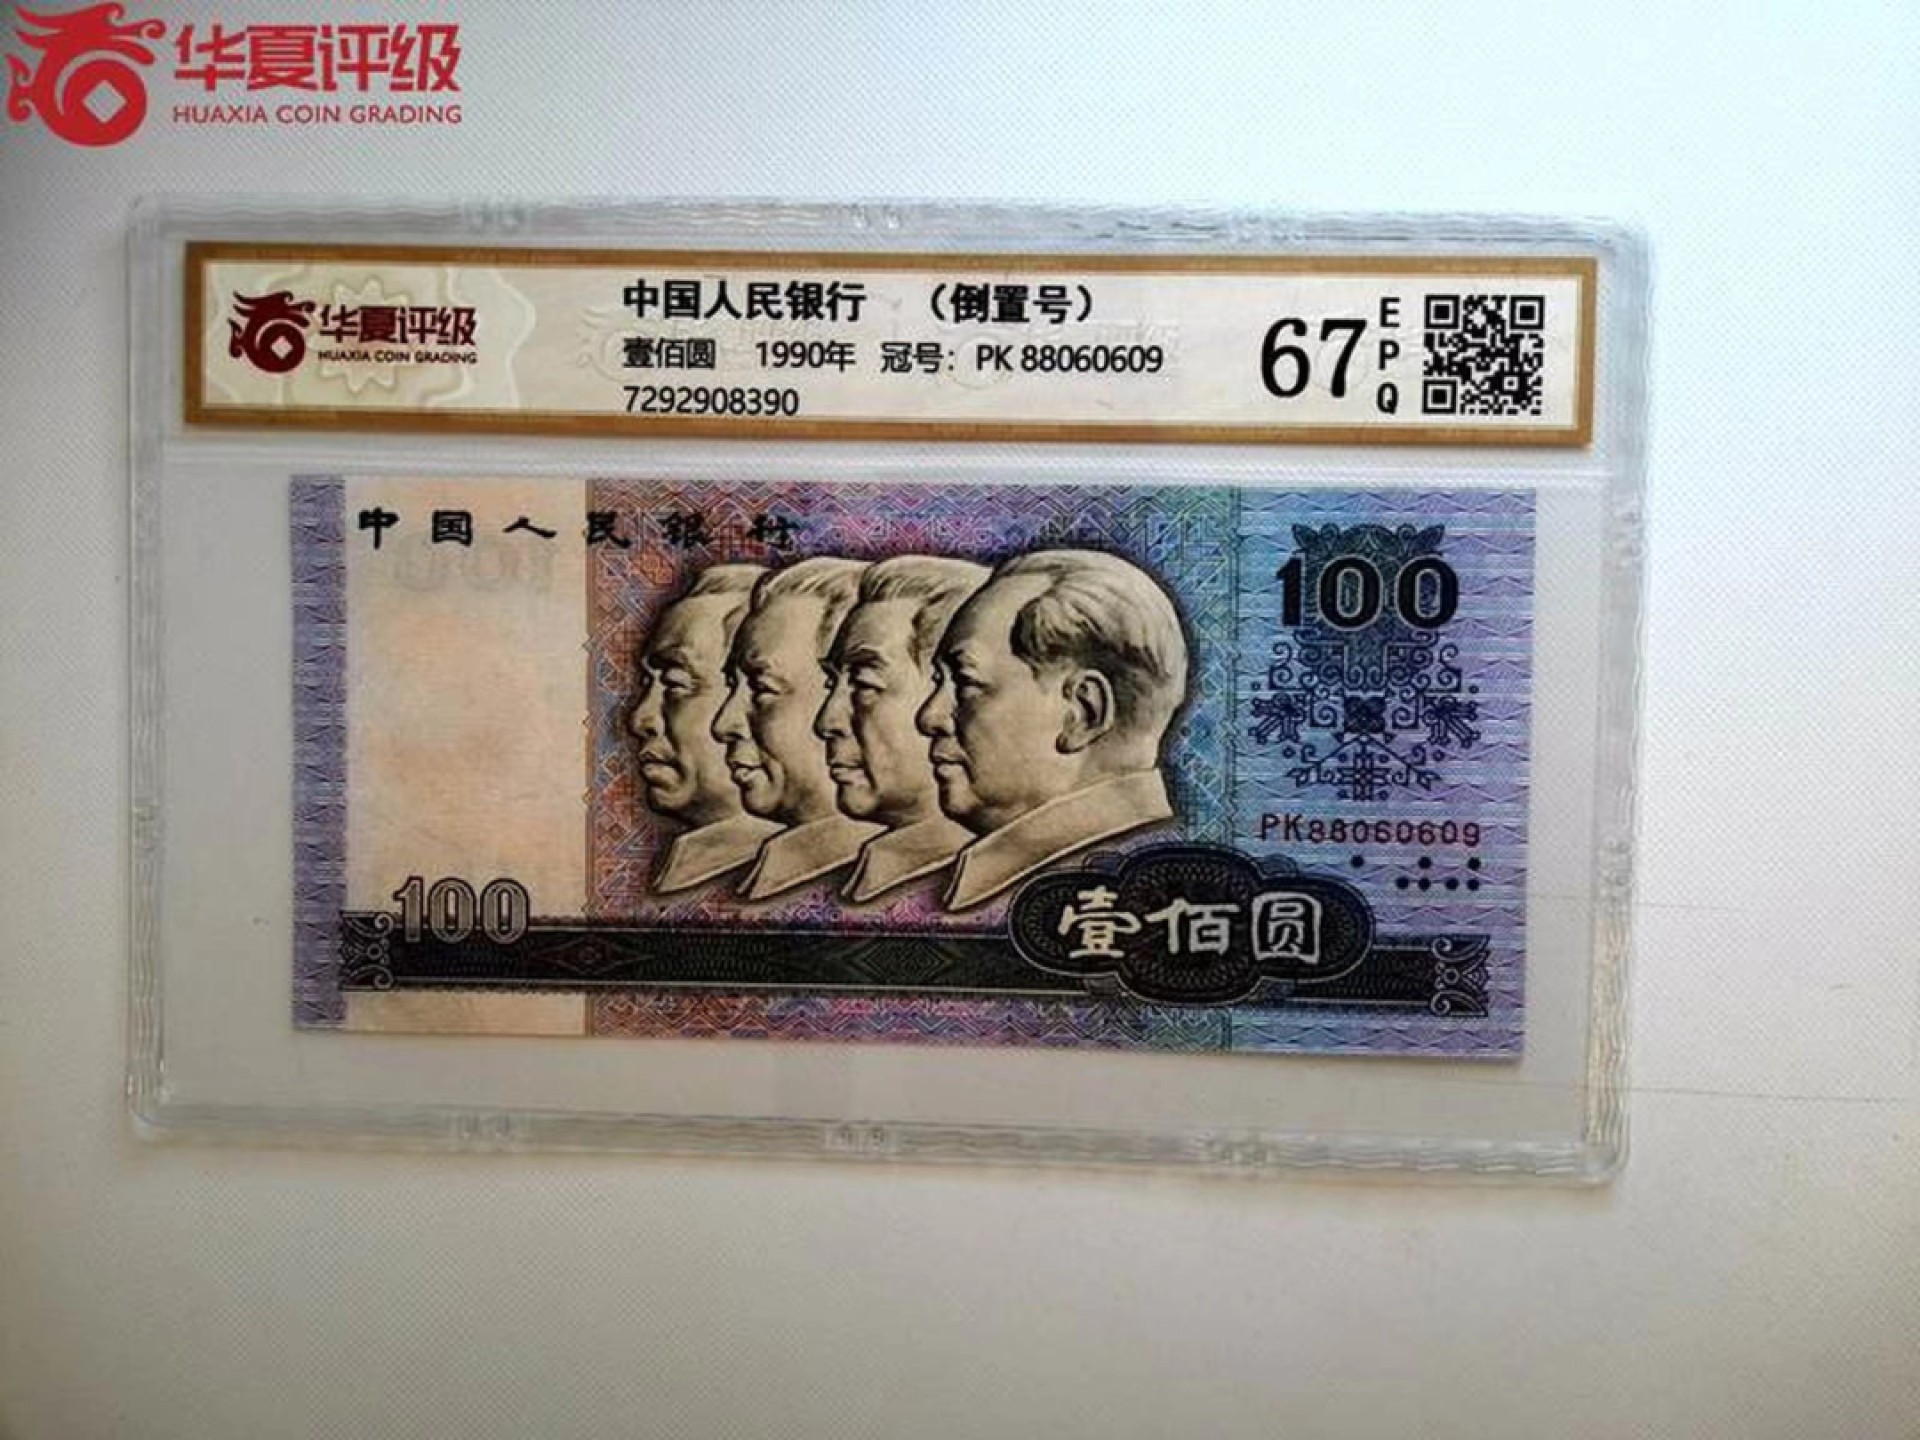 华夏评级
HUAXIA COIN GRADING
华夏评级
HUAXIA COIN GRADING
中国人民银行 （倒置号）
壹佰圆 1990年 冠号：PK 88060609
7292908390
67
EPQ
中国人民银行
100
PK88060609
100
壹佰圆